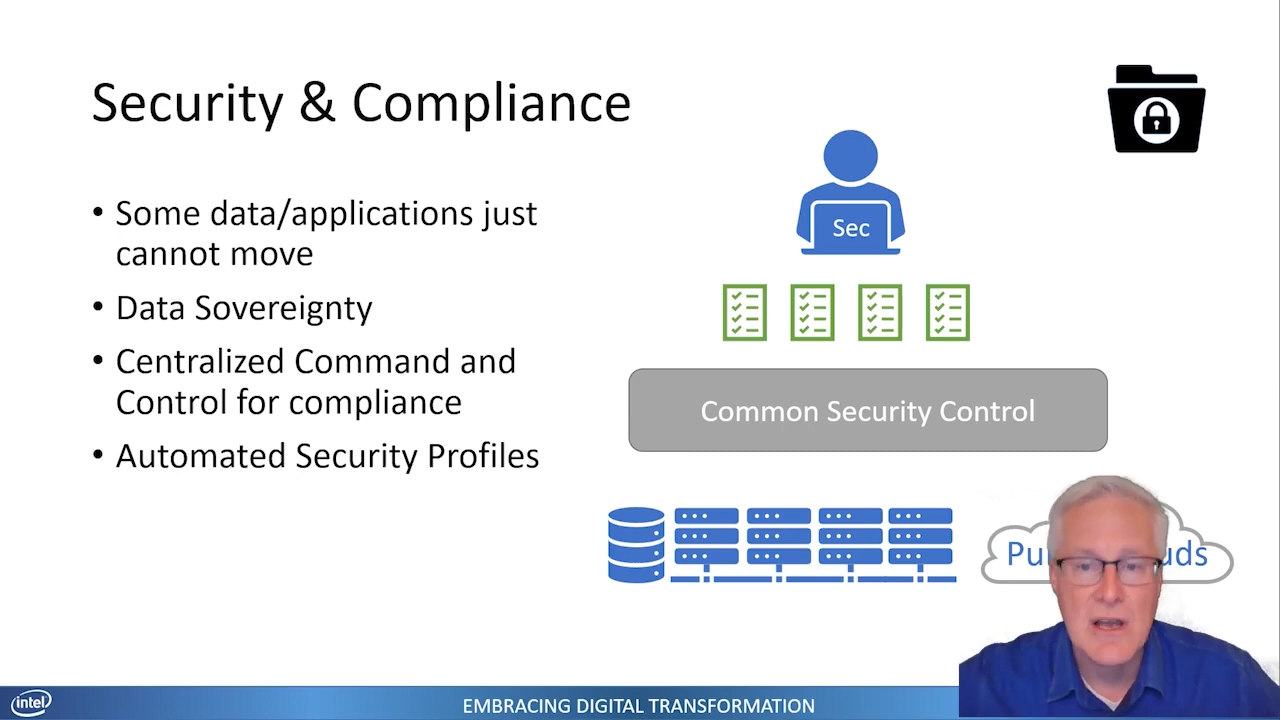 Security & Compliance
• Some data/applications just
cannot move
• Data Sovereignty
• Centralized Command and
Control for compliance
• Automated Security Profiles
Sec
Common Security Control
intel
EMBRACING DIGITAL TRANSFORMATION